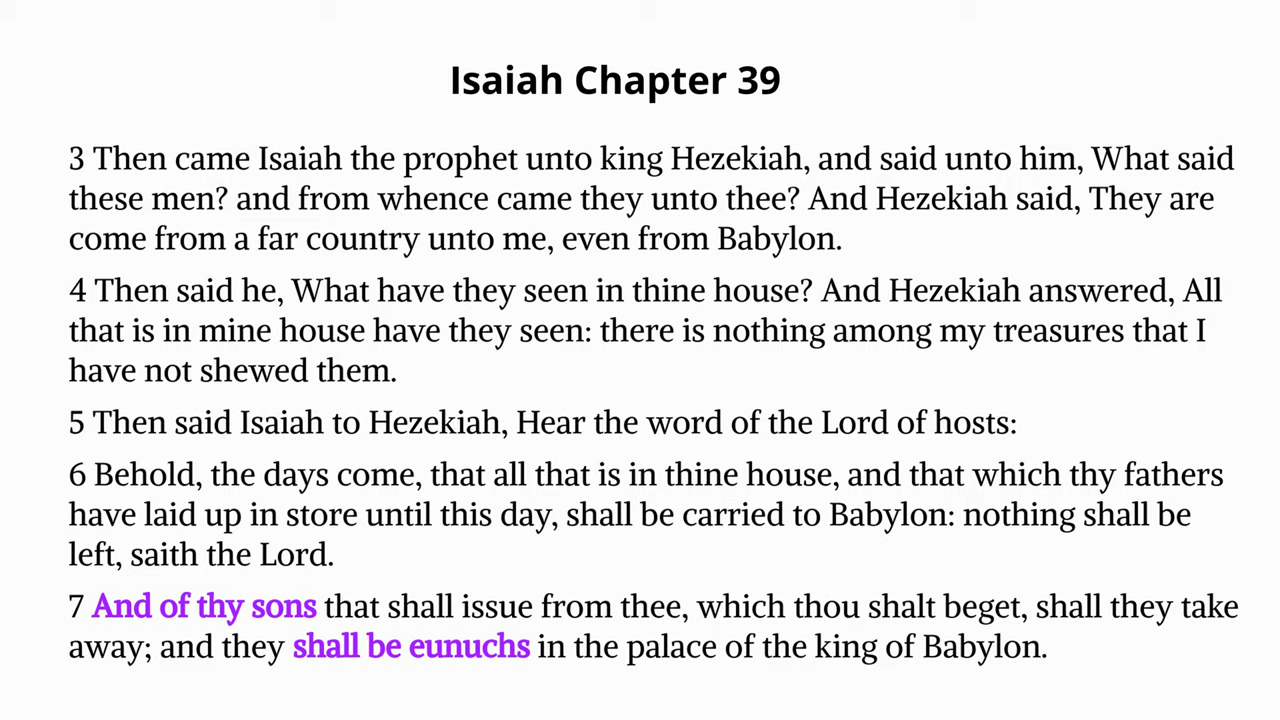 Isaiah Chapter 39
3 Then came Isaiah the prophet unto king Hezekiah, and said unto him, What said
these men? and from whence came they unto thee? And Hezekiah said, They are
come from a far country unto me, even from Babylon.
4 Then said he, What have they seen in thine house? And Hezekiah answered, All
that is in mine house have they seen: there is nothing among my treasures that I
have not shewed them.
5 Then said Isaiah to Hezekiah, Hear the word of the Lord of hosts:
6 Behold, the days come, that all that is in thine house, and that which thy fathers
have laid up in store until this day, shall be carried to Babylon: nothing shall be
left, saith the Lord.
7 And of thy sons that shall issue from thee, which thou shalt beget, shall they take
away; and they shall be eunuchs in the palace of the king of Babylon.